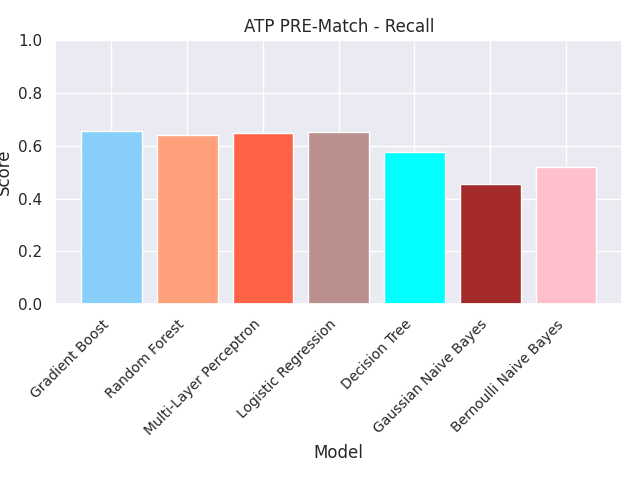 ATP PRE-Match - Recall
1.0
0.8
0.6
0.4
0.2
0.0
Score
Gradient Boost
Random Forest
Multi-Layer Perceptron
Logistic Regression
Decision Tree
Gaussian Naive Bayes
Bernoulli Naive Bayes
Model